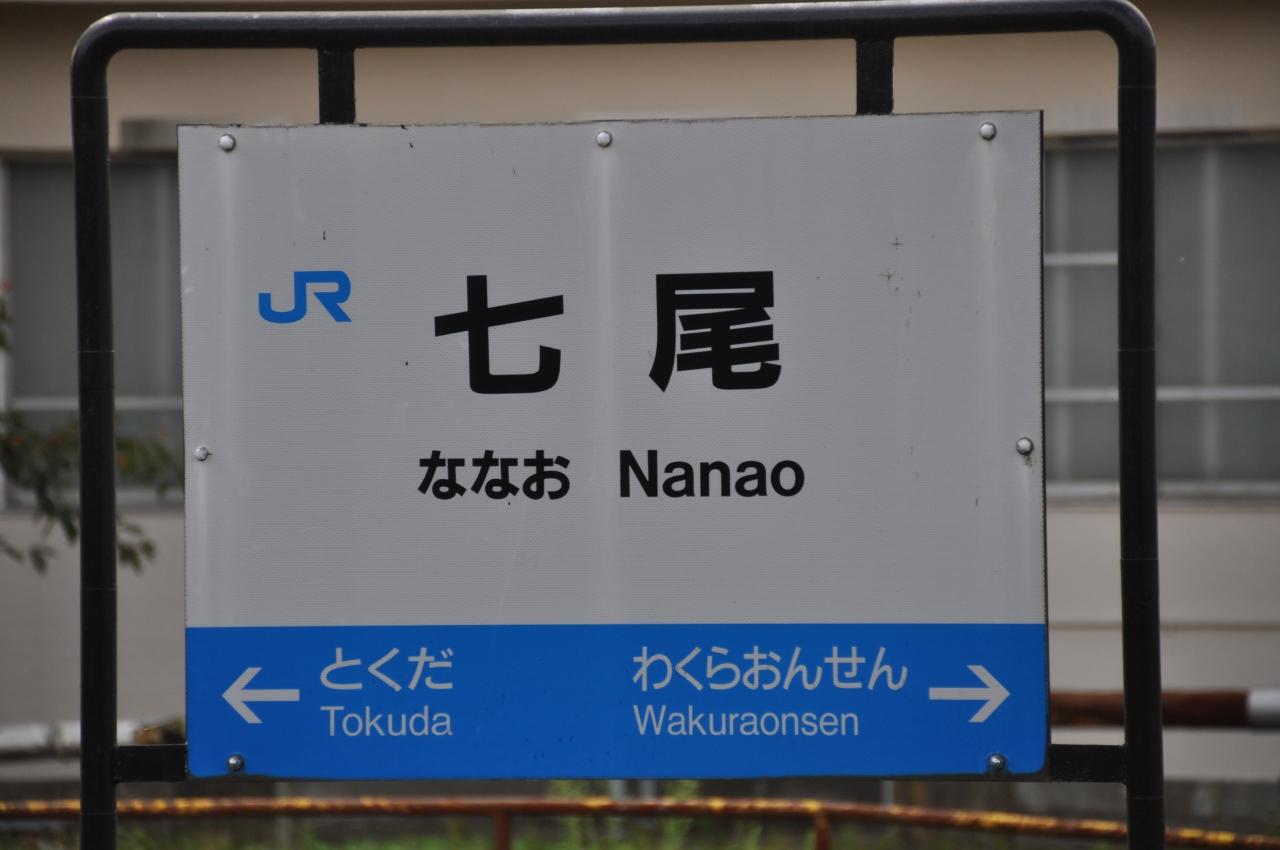 JR 七尾
ななお Nanao
← とくだ わくらおんせん →
Tokuda Wakuraonsen